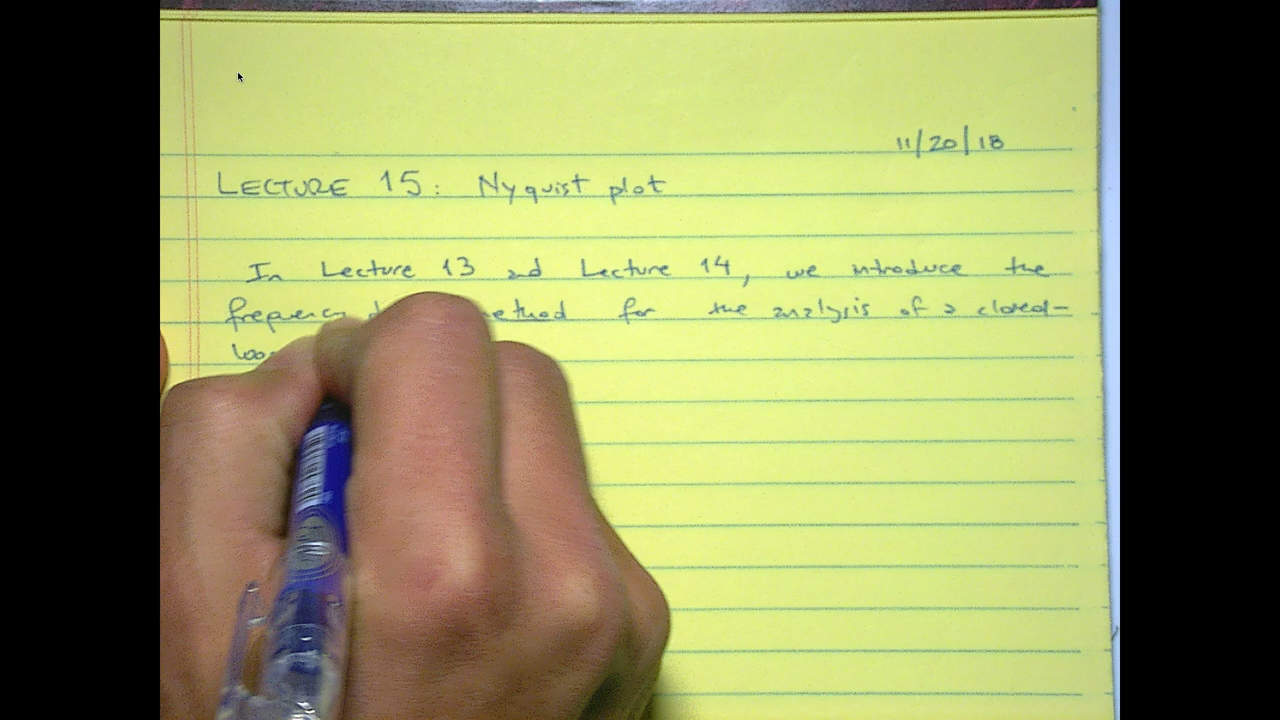 11/20/18
LECTURE 15: Nyquist plot
In Lecture 13 and Lecture 14, we introduce the
frequency method for the analysis of a closed-